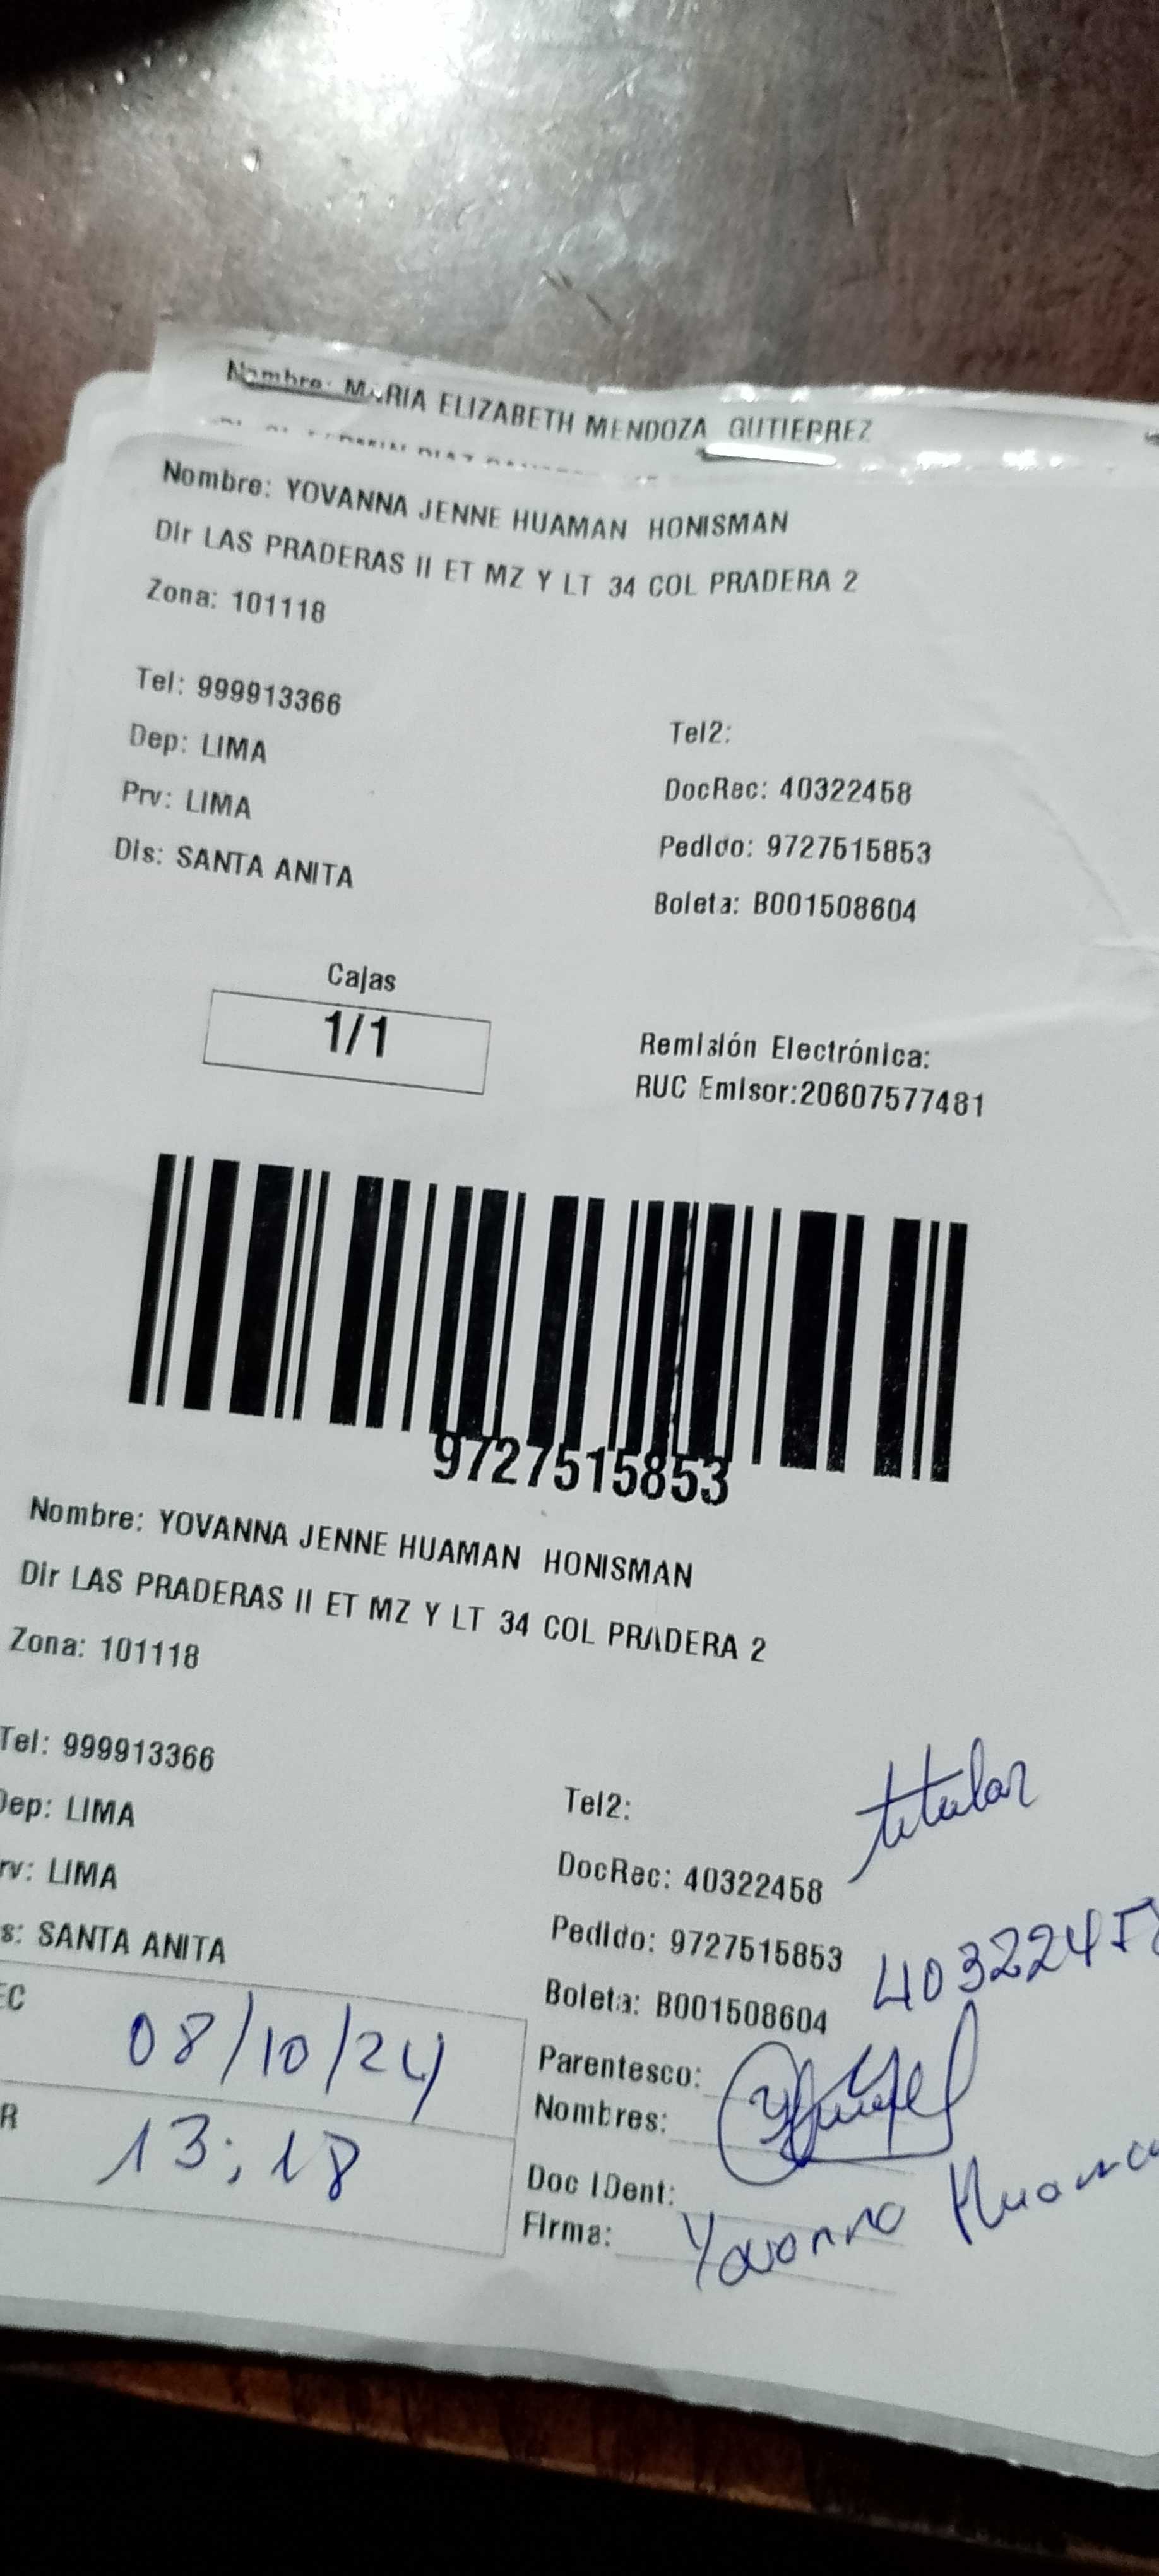 Nombre: MARIA ELIZABETH MENDOZA GUTIERREZ
Nombre: YOVANNA JENNE HUAMAN HONISMAN
Dir LAS PRADERAS II ET MZ Y LT 34 COL PRADERA 2
Zona: 101118
Tel: 999913366
Tel2:
Dep: LIMA
DocRec: 40322458
Prv: LIMA
Pedido: 9727515853
Dis: SANTA ANITA
Boleta: B001508604
Cajas
1/1
Remisión Electrónica:
RUC Emisor:20607577481
9727515853
Nombre: YOVANNA JENNE HUAMAN HONISMAN
Dir LAS PRADERAS II ET MZ Y LT 34 COL PRADERA 2
Zona: 101118
Tel: 999913366
Tel2:
titular
Dep: LIMA
DocRec: 40322458
rv: LIMA
Pedido: 9727515853
40322458
s: SANTA ANITA
Boleta: B001508604
EC
08/10/24
Parentesco:
Nombres:
R
13:18
Doc IDent:
Firma:
Yovanna Huama